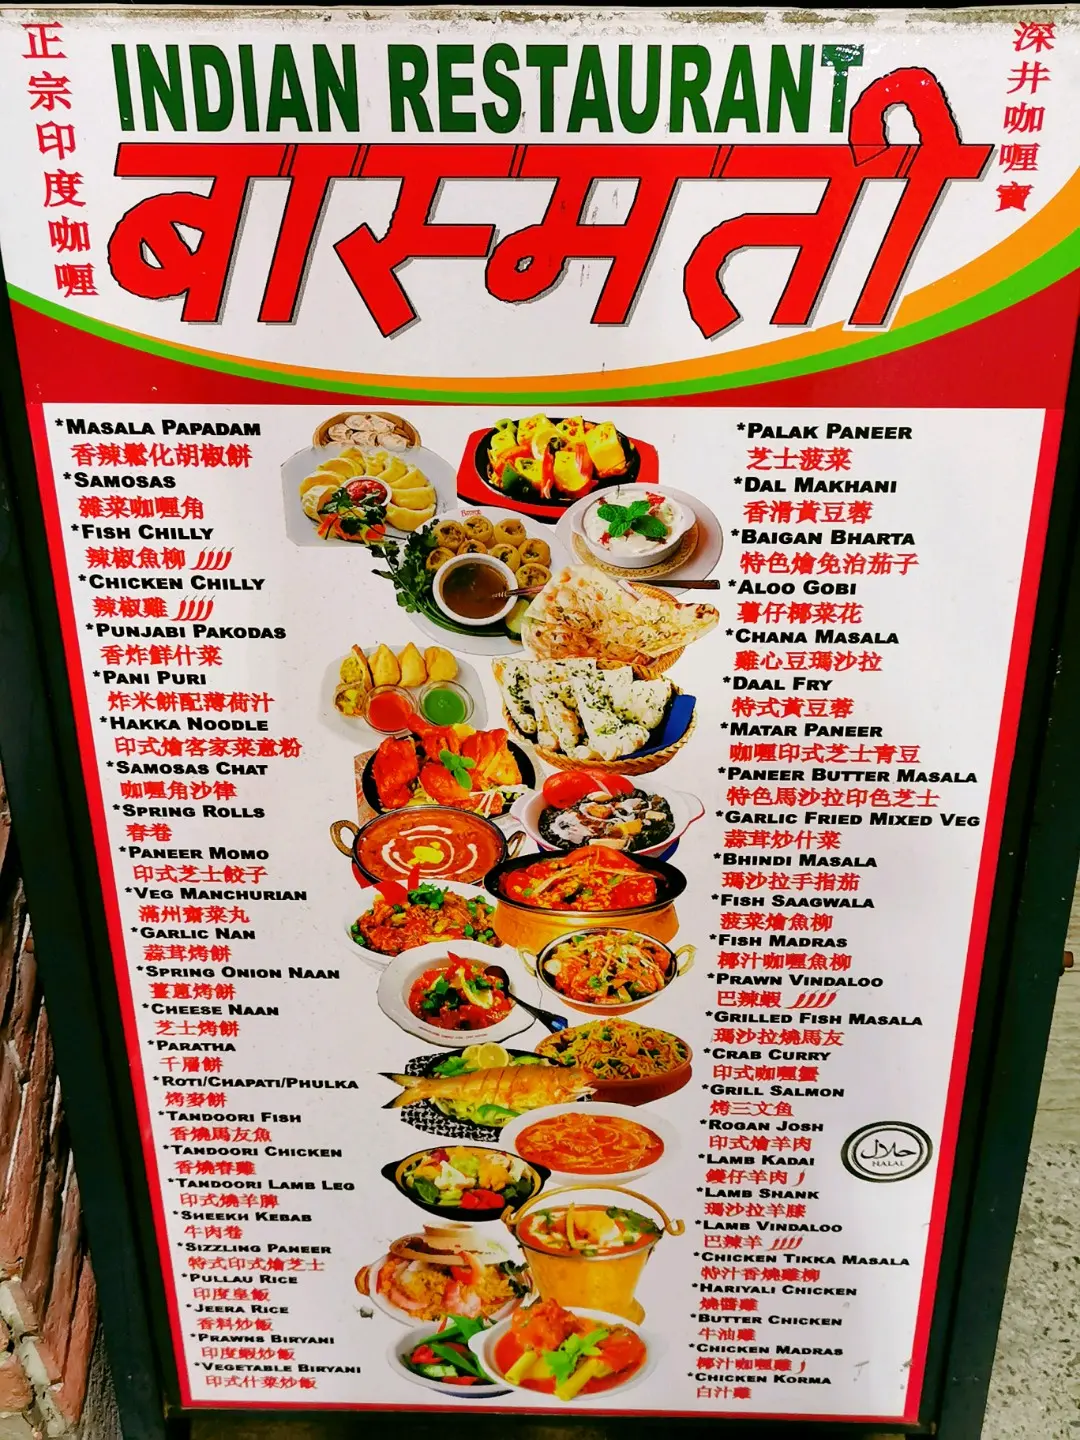 正宗印度咖喱
INDIAN RESTAURANT
深井咖喱寶
बास्मती
*MASALA PAPADAM
香辣鬆化胡椒餅
*SAMOSAS
雜菜咖喱角
*FISH CHILLY
辣椒魚柳
*CHICKEN CHILLY
辣椒雞
*PUNJABI PAKODAS
香炸鮮什菜
*PANI PURI
炸米餅配薄荷汁
*HAKKA NOODLE
印式燴客家菜意粉
*SAMOSAS CHAT
咖喱角沙律
*SPRING ROLLS
春卷
*PANEER MOMO
印式芝士餃子
*VEG MANCHURIAN
滿州齋菜丸
*GARLIC NAN
蒜茸烤餅
*SPRING ONION NAAN
薑蔥烤餅
*CHEESE NAAN
芝士烤餅
*PARATHA
千層餅
*ROTI/CHAPATI/PHULKA
烤麥餅
*TANDOORI FISH
香燒馬友魚
*TANDOORI CHICKEN
香燒春雞
*TANDOORI LAMB LEG
印式燒羊脾
*SHEEKH KEBAB
牛肉卷
*SIZZLING PANEER
特式印式燴芝士
*PULLAU RICE
印度皇飯
*JEERA RICE
香料炒飯
*PRAWNS BIRYANI
印度蝦炒飯
*VEGETABLE BIRYANI
印式什菜炒飯
*PALAK PANEER
芝士菠菜
*DAL MAKHANI
香滑黃豆蓉
*BAIGAN BHARTA
特色燴免治茄子
*ALOO GOBI
薯仔椰菜花
*CHANA MASALA
雞心豆瑪沙拉
*DAAL FRY
特式黃豆蓉
*MATAR PANEER
咖喱印式芝士青豆
*PANEER BUTTER MASALA
特色馬沙拉印色芝士
*GARLIC FRIED MIXED VEG
蒜茸炒什菜
*BHINDI MASALA
瑪沙拉手指茄
*FISH SAAGWALA
菠菜燴魚柳
*FISH MADRAS
椰汁咖喱魚柳
*PRAWN VINDALOO
巴辣蝦
*GRILLED FISH MASALA
瑪沙拉燒馬友
*CRAB CURRY
印式咖喱蟹
*GRILL SALMON
烤三文鱼
*ROGAN JOSH
印式燴羊肉
*LAMB KADAI
鑊仔羊肉
*LAMB SHANK
瑪沙拉羊膝
*LAMB VINDALOO
巴辣羊
*CHICKEN TIKKA MASALA
特汁香燒雞柳
*HARIYALI CHICKEN
燒醬雞
*BUTTER CHICKEN
牛油雞
*CHICKEN MADRAS
椰汁咖喱雞
*CHICKEN KORMA
白汁雞
حلال
HALAL